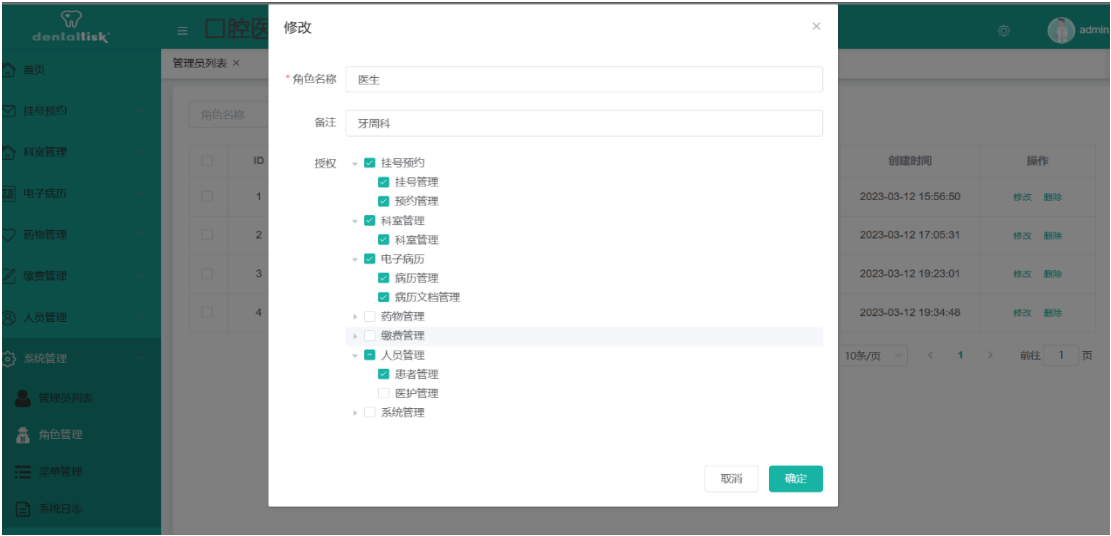 dentaltisk
口腔医
admin
首页
挂号预约
科室管理
电子病历
药物管理
缴费管理
人员管理
系统管理
管理员列表
角色管理
菜单管理
系统日志
管理员列表 ×
角色名称
ID 创建时间 操作
1 2023-03-12 15:56:50 修改 删除
2 2023-03-12 17:05:31 修改 删除
3 2023-03-12 19:23:01 修改 删除
4 2023-03-12 19:34:48 修改 删除
10条/页 < 1 > 前往 1 页
修改 ×
* 角色名称 医生
备注 牙周科
授权 挂号预约
挂号管理
预约管理
科室管理
科室管理
电子病历
病历管理
病历文档管理
药物管理
缴费管理
人员管理
患者管理
医护管理
系统管理
取消 确定